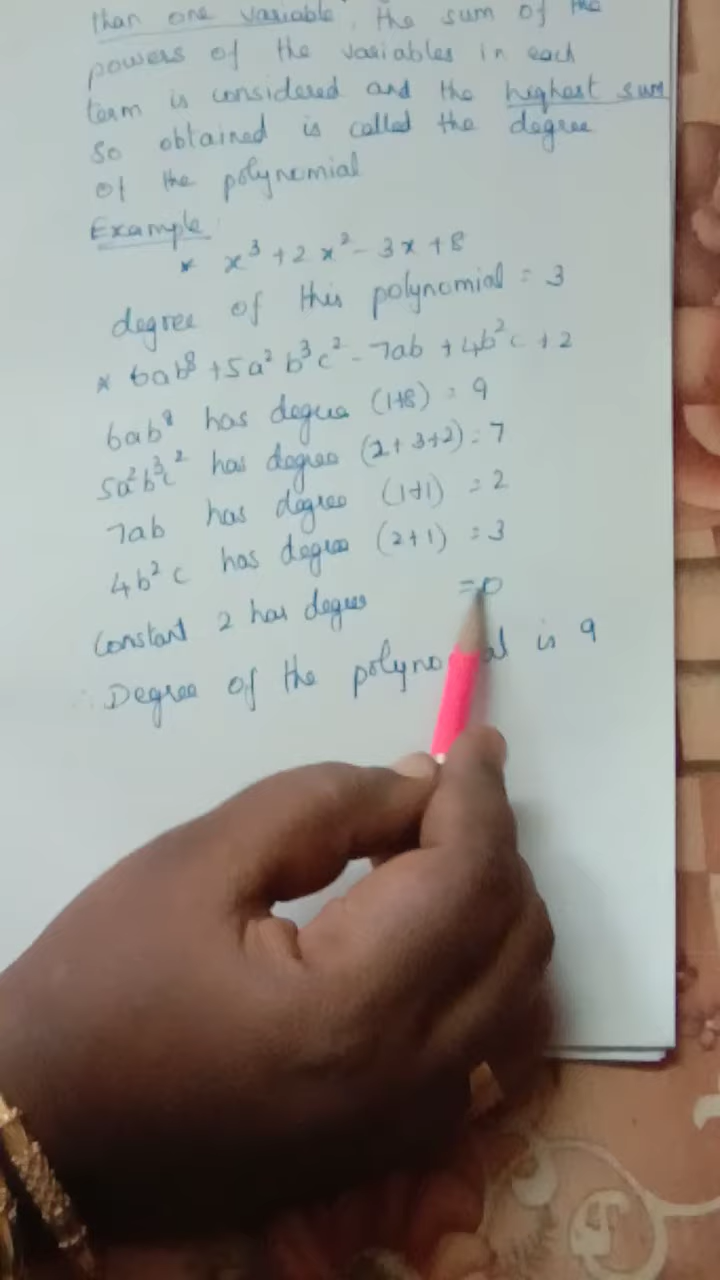 than one variable, the sum of the
powers of the variables in each
term is considered and the highest sum
so obtained is called the degree
of the polynomial
Example
* x³ + 2x² - 3x + 8
degree of this polynomial = 3
* 6ab⁸ + 5a²b³c² - 7ab + 4b²c + 2
6ab⁸ has degree (1+8) = 9
5a²b³c² has degree (2+3+2) = 7
7ab has degree (1+1) = 2
4b²c has degree (2+1) = 3
Constant 2 has degree = 0
∴ Degree of the polynomial is 9